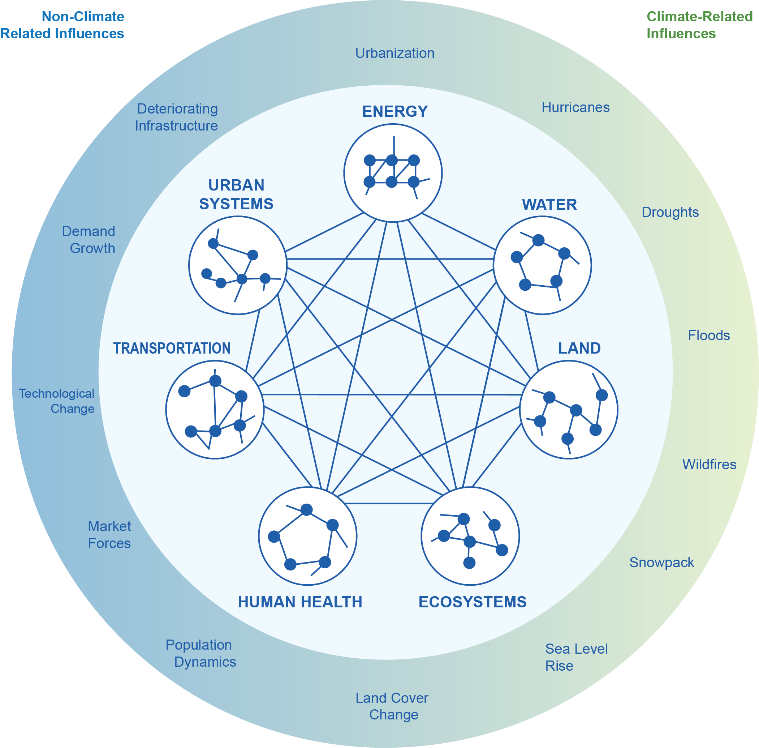 Non-Climate
Related Influences
Climate-Related
Influences
Urbanization
Deteriorating
Infrastructure
Hurricanes
ENERGY
URBAN
SYSTEMS
WATER
Droughts
Demand
Growth
Floods
TRANSPORTATION
LAND
Technological
Change
Wildfires
Market
Forces
Snowpack
HUMAN HEALTH
ECOSYSTEMS
Population
Dynamics
Sea Level
Rise
Land Cover
Change